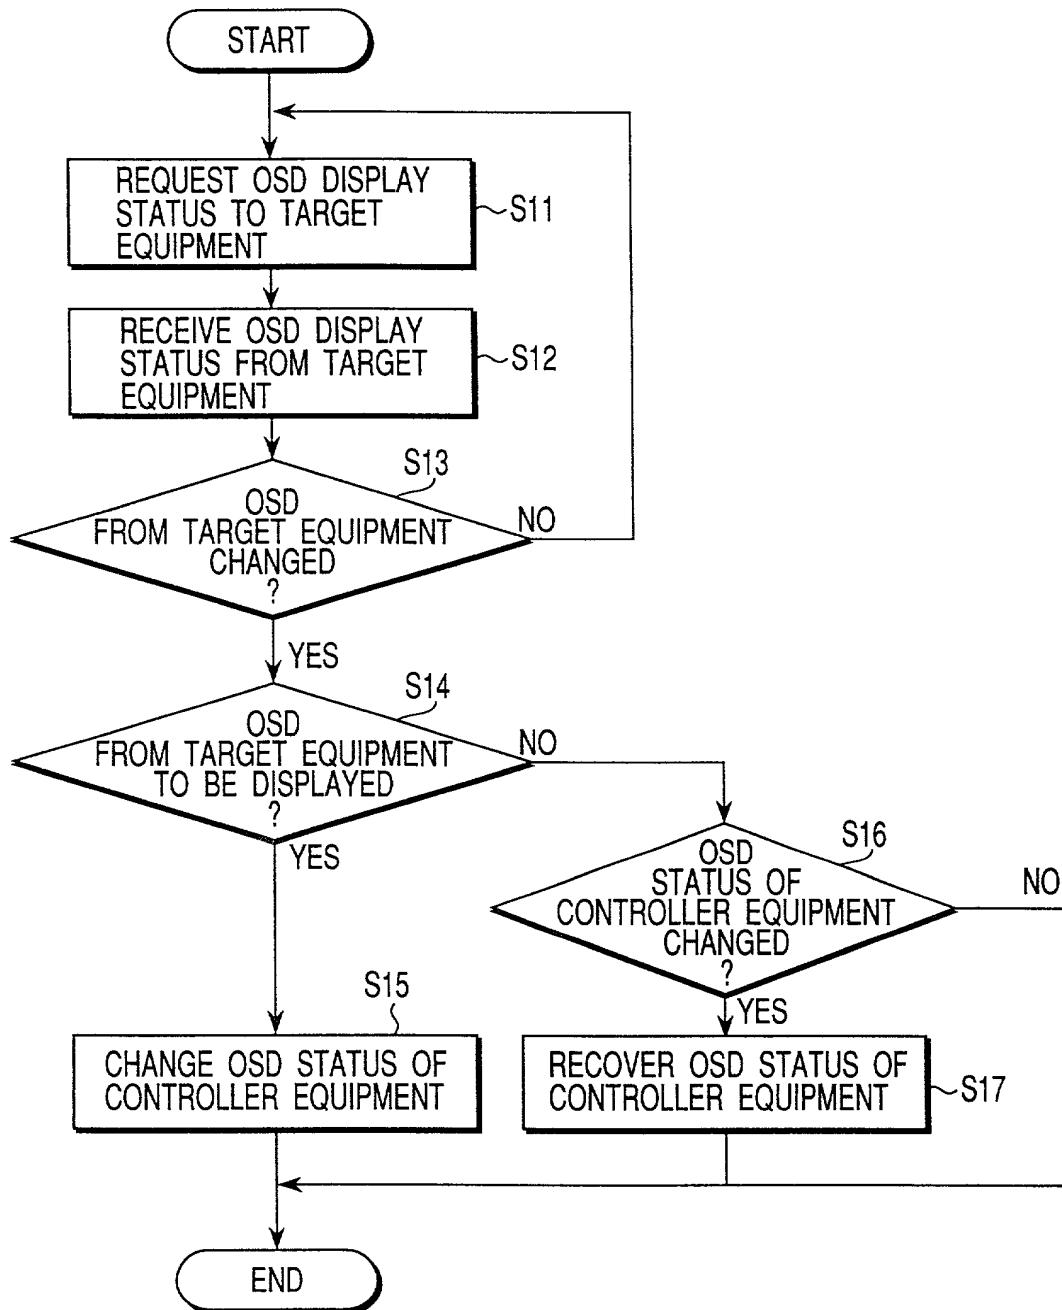 START
REQUEST OSD DISPLAY
STATUS TO TARGET
EQUIPMENT
S11
RECEIVE OSD DISPLAY
STATUS FROM TARGET
EQUIPMENT
S12
S13
OSD
FROM TARGET EQUIPMENT
CHANGED
?
NO
YES
S14
OSD
FROM TARGET EQUIPMENT
TO BE DISPLAYED
?
NO
YES
S16
OSD
STATUS OF
CONTROLLER EQUIPMENT
CHANGED
?
NO
YES
S15
CHANGE OSD STATUS OF
CONTROLLER EQUIPMENT
RECOVER OSD STATUS OF
CONTROLLER EQUIPMENT
S17
END